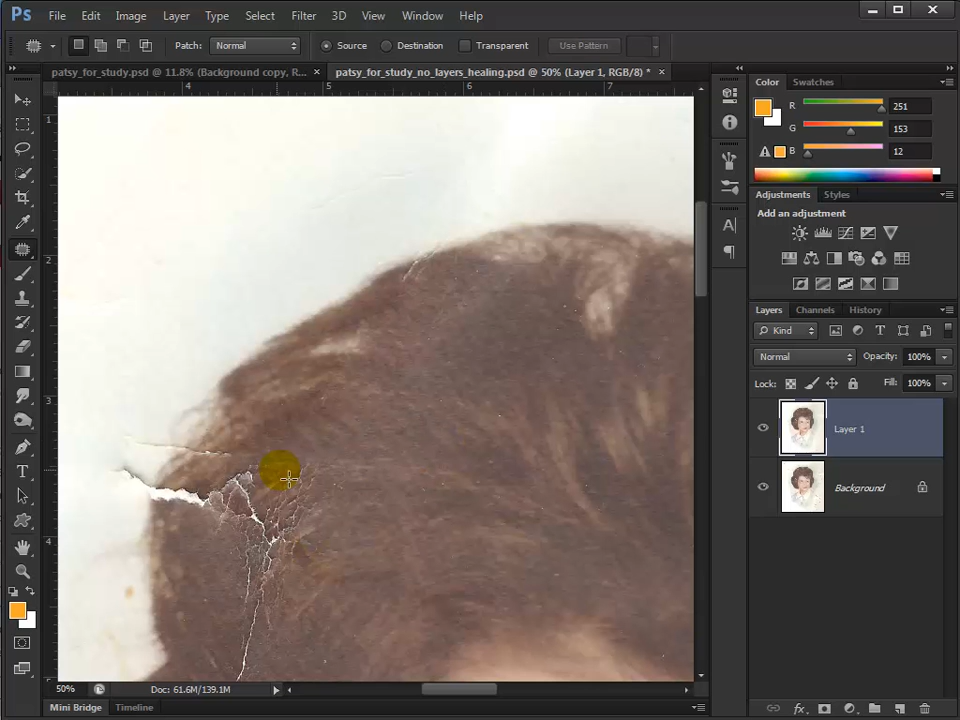 Ps File Edit Image Layer Type Select Filter 3D View Window Help
Patch: Normal Source Destination Transparent Use Pattern
patsy_for_study.psd @ 11.8% (Background copy, R... × patsy_for_study_no_layers_healing.psd @ 50% (Layer 1, RGB/8) * ×
4 5 6 7
1
2
3
4
Color Swatches
R 251
G 153
B 12
Adjustments Styles
Add an adjustment
Layers Channels History
Kind
Normal Opacity: 100%
Lock: Fill: 100%
Layer 1
Background
50% Doc: 61.6M/139.1M
Mini Bridge Timeline